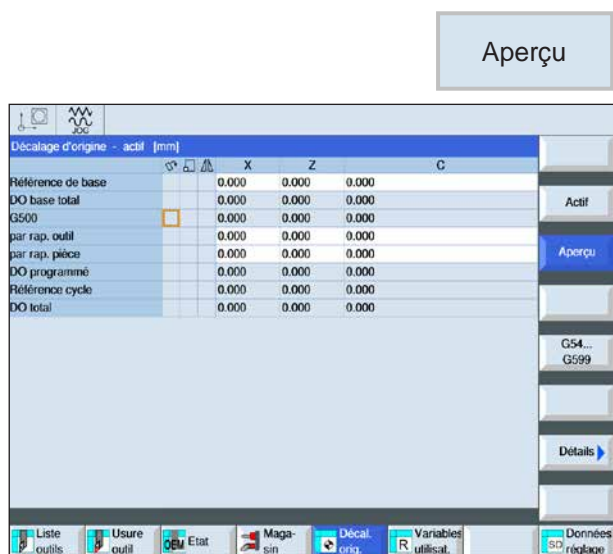 Aperçu
JOG
Décalage d'origine - actif [mm]
X Z C
Référence de base 0.000 0.000 0.000
DO base total 0.000 0.000 0.000
G500 0.000 0.000 0.000
par rap. outil 0.000 0.000 0.000
par rap. pièce 0.000 0.000 0.000
DO programmé 0.000 0.000 0.000
Référence cycle 0.000 0.000 0.000
DO total 0.000 0.000 0.000
Actif
Aperçu
G54...
G599
Détails
Liste
outils
Usure
outil
OEM Etat
Maga-
sin
Décal.
orig.
R Variables
utilisat.
SD Données
réglage